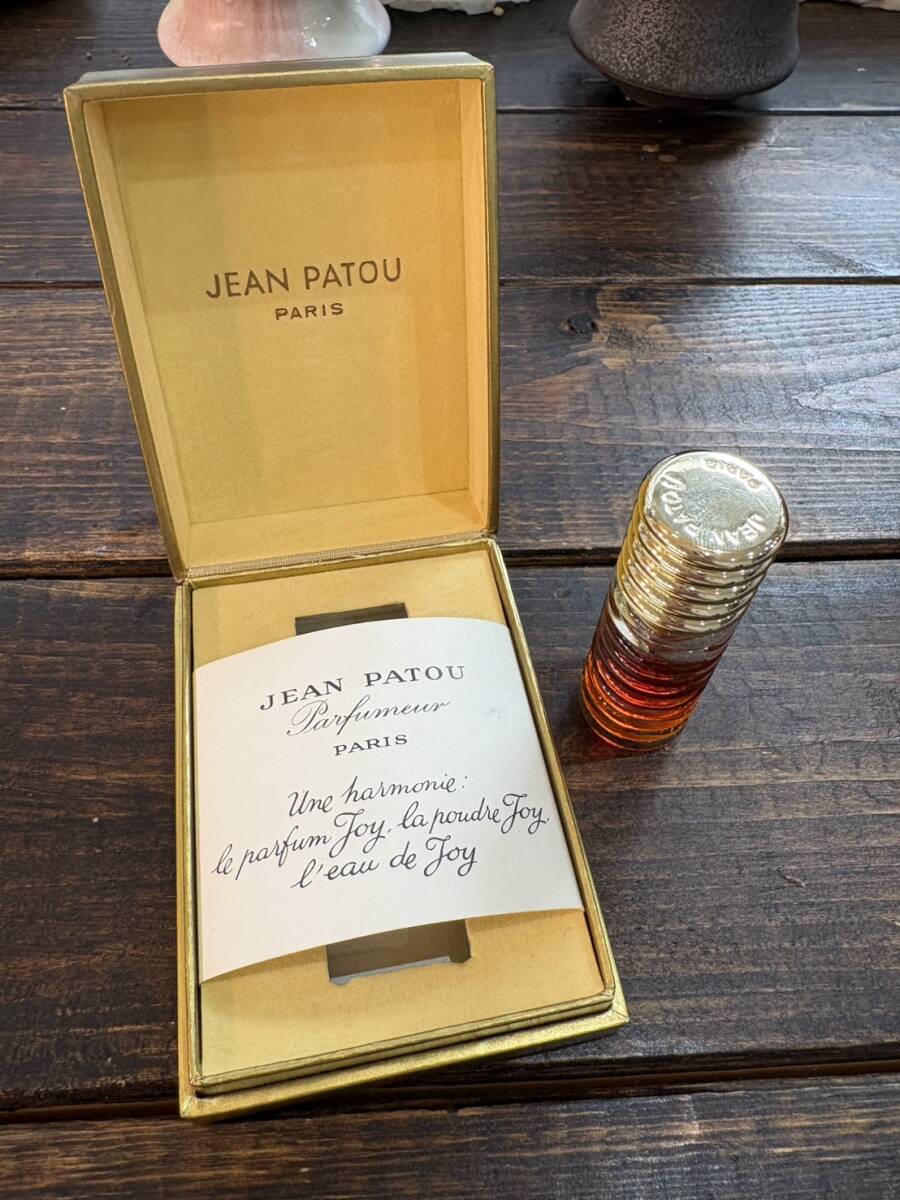 JEAN PATOU
PARIS
JEAN PATOU
PARIS
JEAN PATOU
Parfumeur
PARIS
Une harmonie:
le parfum Joy, la poudre Joy,
l'eau de Joy